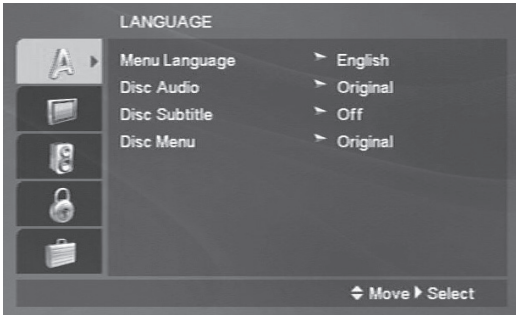 LANGUAGE
A
Menu Language English
Disc Audio Original
Disc Subtitle Off
Disc Menu Original
Move Select